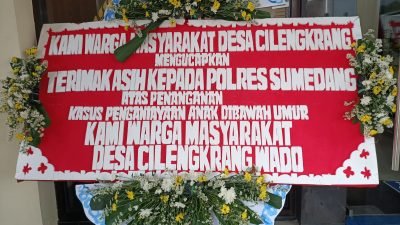 KAMI WARGA MASYARAKAT DESA CILENGKRANG
MENGUCAPKAN
TERIMAKASIH KEPADA POLRES SUMEDANG
ATAS PENANGANAN
KASUS PENGANIAYAAN ANAK DIBAWAH UMUR
KAMI WARGA MASYARAKAT
DESA CILENGKRANG WADO